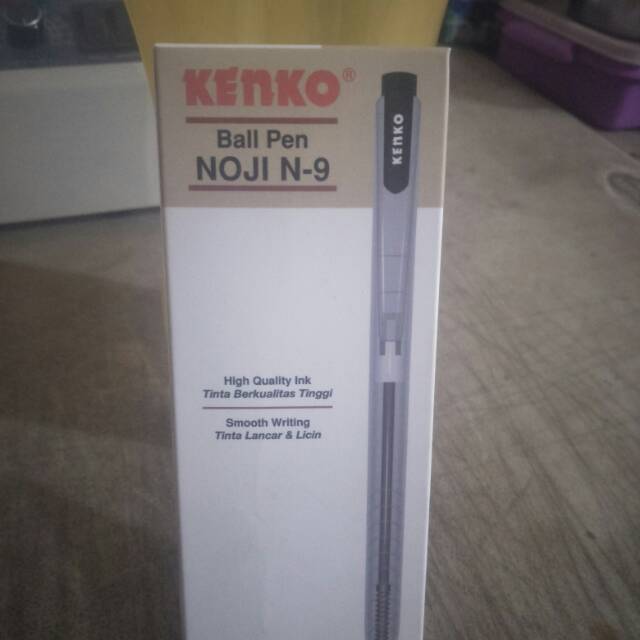 KENKO®
Ball Pen
NOJI N-9
KENKO
High Quality Ink
Tinta Berkualitas Tinggi
Smooth Writing
Tinta Lancar & Licin